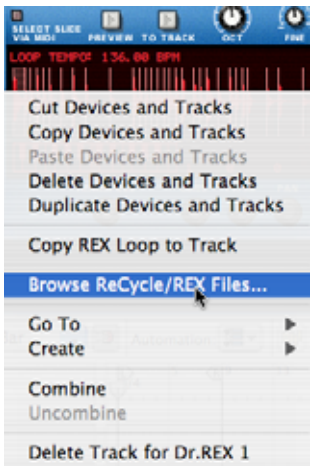 SELECT SLICE
VIA MIDI PREVIEW TO TRACK OCT FINE
LOOP TEMPO: 136.00 BPM
Cut Devices and Tracks
Copy Devices and Tracks
Paste Devices and Tracks
Delete Devices and Tracks
Duplicate Devices and Tracks
Copy REX Loop to Track
Browse ReCycle/REX Files...
Go To
Create
Combine
Uncombine
Delete Track for Dr.REX 1